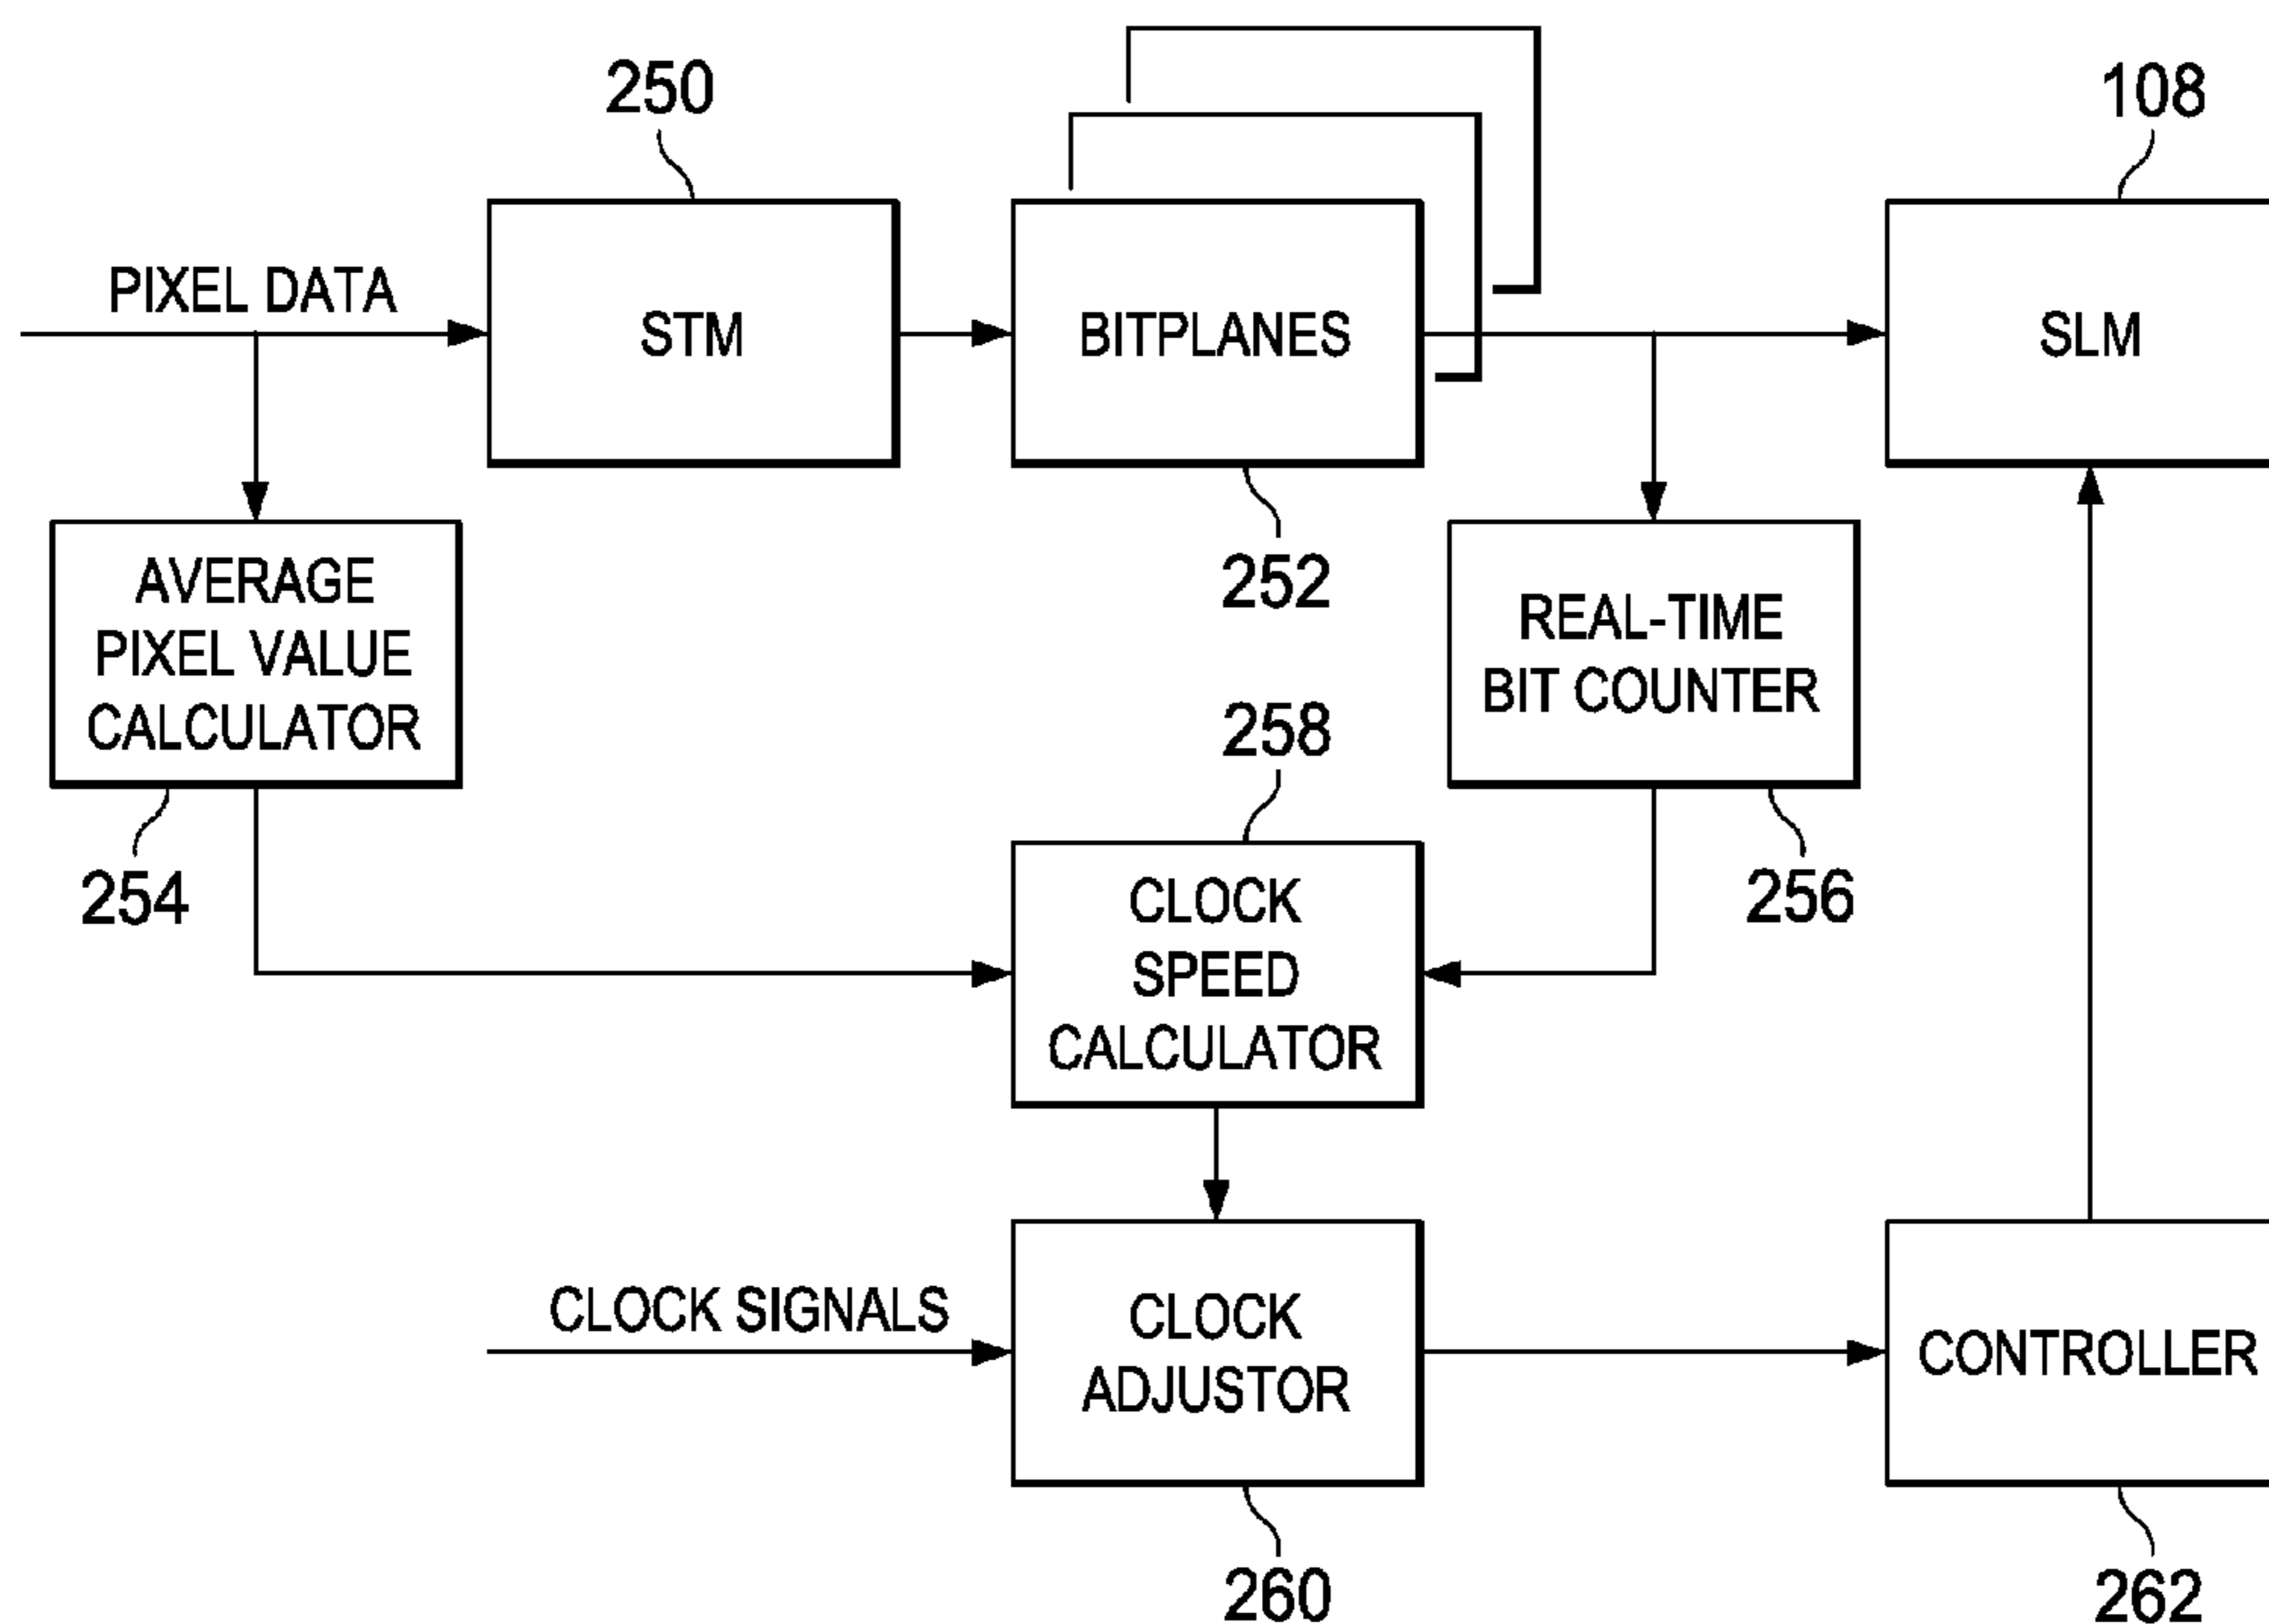 250
108
PIXEL DATA
STM
BITPLANES
SLM
AVERAGE
PIXEL VALUE
CALCULATOR
252
REAL-TIME
BIT COUNTER
254
258
256
CLOCK
SPEED
CALCULATOR
CLOCK SIGNALS
CLOCK
ADJUSTOR
CONTROLLER
260
262